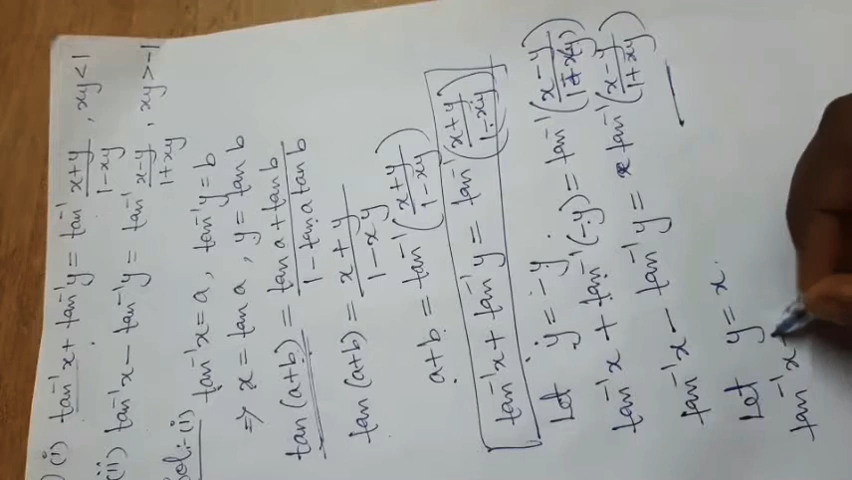 (i) tan⁻¹x + tan⁻¹y = tan⁻¹ (x+y)/(1-xy) , xy < 1
(ii) tan⁻¹x - tan⁻¹y = tan⁻¹ (x-y)/(1+xy) , xy > -1
Sol:-(i) tan⁻¹x = a , tan⁻¹y = b
⇒ x = tan a , y = tan b
tan(a+b) = (tan a + tan b)/(1 - tan a tan b)
tan(a+b) = (x+y)/(1-xy)
a+b = tan⁻¹((x+y)/(1-xy))
tan⁻¹x + tan⁻¹y = tan⁻¹((x+y)/(1-xy))
Let y = -y
tan⁻¹x + tan⁻¹(-y) = tan⁻¹((x-y)/(1+xy))
tan⁻¹x - tan⁻¹y = tan⁻¹((x-y)/(1+xy))
Let y = x.
tan⁻¹x